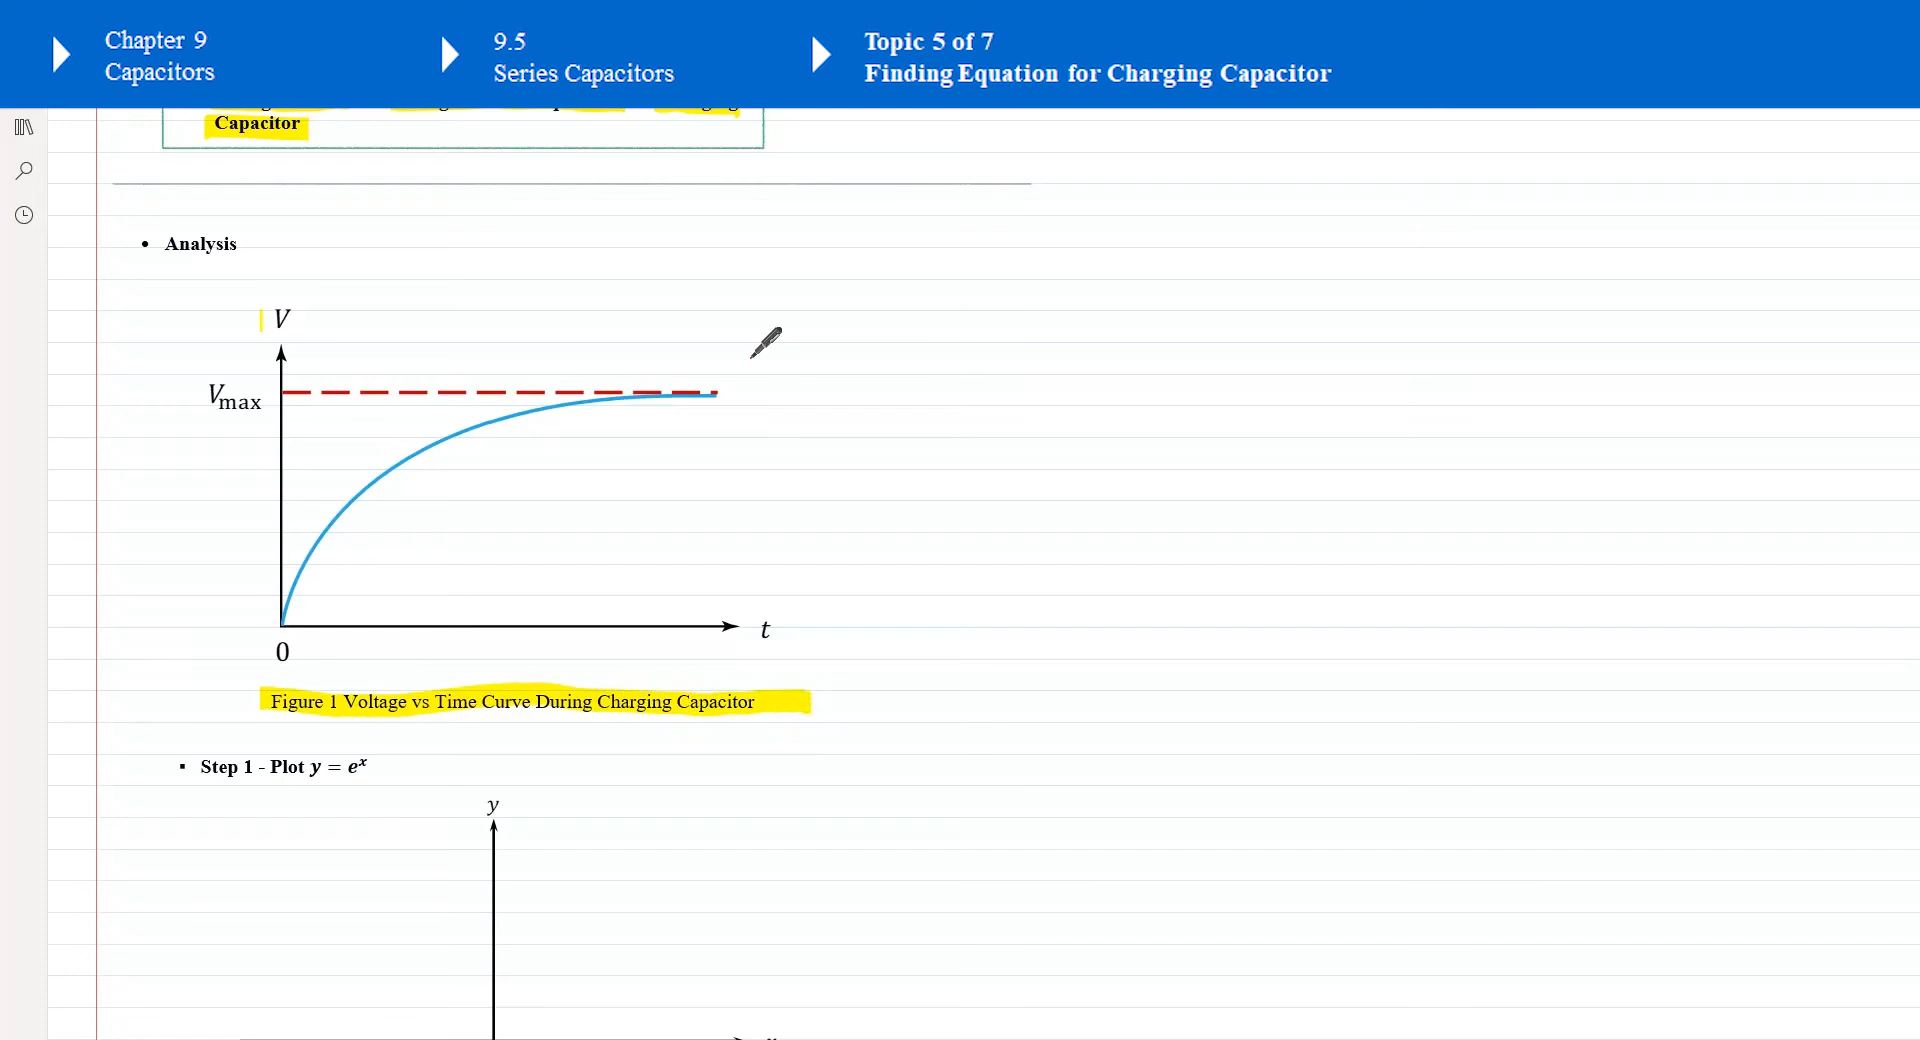 Chapter 9
Capacitors
9.5
Series Capacitors
Topic 5 of 7
Finding Equation for Charging Capacitor
Capacitor
• Analysis
V
Vmax
t
0
Figure 1 Voltage vs Time Curve During Charging Capacitor
▪ Step 1 - Plot y = eˣ
y